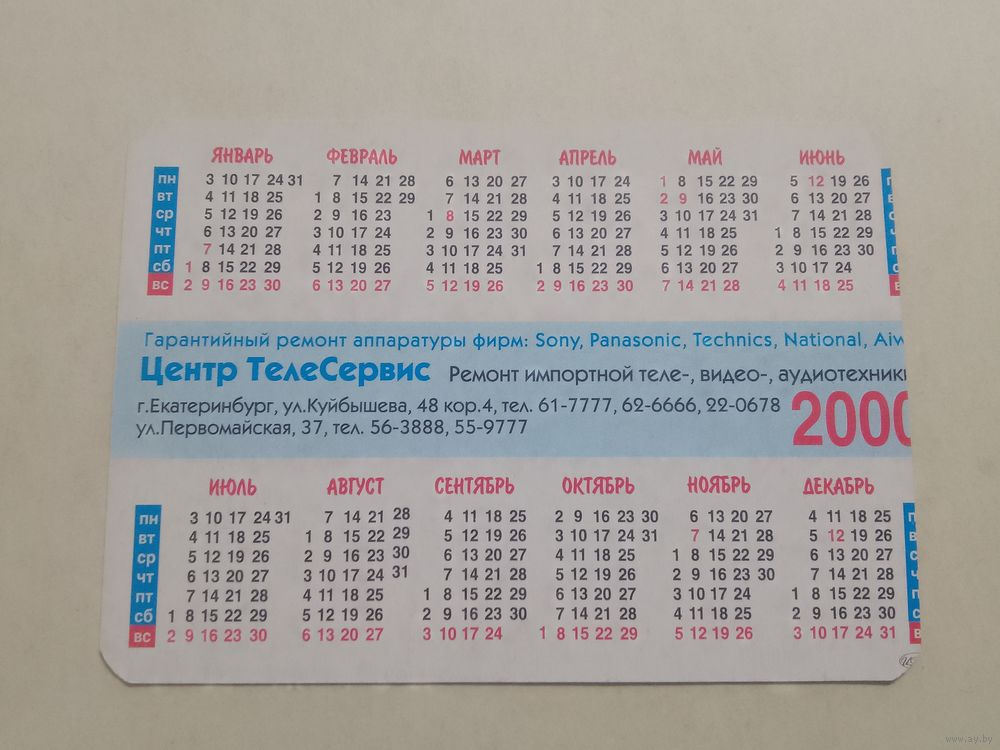 ЯНВАРЬ ФЕВРАЛЬ МАРТ АПРЕЛЬ МАЙ ИЮНЬ
пн 3 10 17 24 31 7 14 21 28 6 13 20 27 3 10 17 24 1 8 15 22 29 5 12 19 26
вт 4 11 18 25 1 8 15 22 29 7 14 21 28 4 11 18 25 2 9 16 23 30 6 13 20 27
ср 5 12 19 26 2 9 16 23 1 8 15 22 29 5 12 19 26 3 10 17 24 31 7 14 21 28
чт 6 13 20 27 3 10 17 24 2 9 16 23 30 6 13 20 27 4 11 18 25 1 8 15 22 29
пт 7 14 21 28 4 11 18 25 3 10 17 24 31 7 14 21 28 5 12 19 26 2 9 16 23 30
сб 1 8 15 22 29 5 12 19 26 4 11 18 25 1 8 15 22 29 6 13 20 27 3 10 17 24
вс 2 9 16 23 30 6 13 20 27 5 12 19 26 2 9 16 23 30 7 14 21 28 4 11 18 25
Гарантийный ремонт аппаратуры фирм: Sony, Panasonic, Technics, National, Aiw
Центр ТелеСервис Ремонт импортной теле-, видео-, аудиотехники
г.Екатеринбург, ул.Куйбышева, 48 кор.4, тел. 61-7777, 62-6666, 22-0678
ул.Первомайская, 37, тел. 56-3888, 55-9777
2000
ИЮЛЬ АВГУСТ СЕНТЯБРЬ ОКТЯБРЬ НОЯБРЬ ДЕКАБРЬ
пн 3 10 17 24 31 7 14 21 28 4 11 18 25 2 9 16 23 30 6 13 20 27 4 11 18 25
вт 4 11 18 25 1 8 15 22 29 5 12 19 26 3 10 17 24 31 7 14 21 28 5 12 19 26
ср 5 12 19 26 2 9 16 23 30 6 13 20 27 4 11 18 25 1 8 15 22 29 6 13 20 27
чт 6 13 20 27 3 10 17 24 31 7 14 21 28 5 12 19 26 2 9 16 23 30 7 14 21 28
пт 7 14 21 28 4 11 18 25 1 8 15 22 29 6 13 20 27 3 10 17 24 1 8 15 22 29
сб 1 8 15 22 29 5 12 19 26 2 9 16 23 30 7 14 21 28 4 11 18 25 2 9 16 23 30
вс 2 9 16 23 30 6 13 20 27 3 10 17 24 1 8 15 22 29 5 12 19 26 3 10 17 24 31
www.ay.by